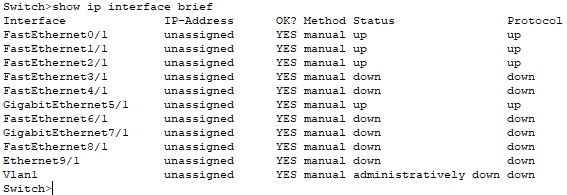 Switch>show ip interface brief
Interface IP-Address OK? Method Status Protocol
FastEthernet0/1 unassigned YES manual up up
FastEthernet1/1 unassigned YES manual up up
FastEthernet2/1 unassigned YES manual up up
FastEthernet3/1 unassigned YES manual down down
FastEthernet4/1 unassigned YES manual down down
GigabitEthernet5/1 unassigned YES manual up up
FastEthernet6/1 unassigned YES manual down down
GigabitEthernet7/1 unassigned YES manual down down
FastEthernet8/1 unassigned YES manual down down
Ethernet9/1 unassigned YES manual down down
Vlan1 unassigned YES manual administratively down down
Switch>